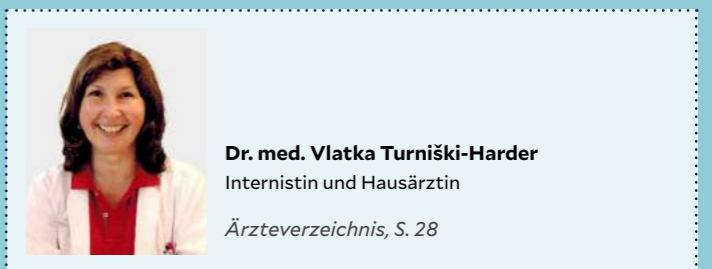 Dr. med. Vlatka Turniški-Harder
Internistin und Hausärztin
Ärzteverzeichnis, S. 28